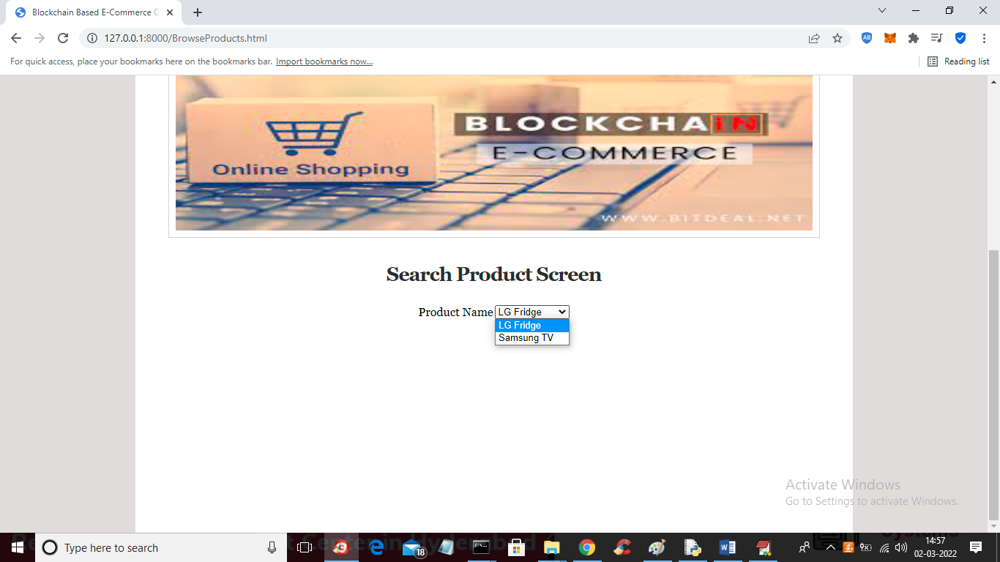 Blockchain Based E-Commerce O
127.0.0.1:8000/BrowseProducts.html
AB
For quick access, place your bookmarks here on the bookmarks bar. Import bookmarks now...
Reading list
Online Shopping
BLOCKCHAIN
E-COMMERCE
WWW.BITDEAL.NET
Search Product Screen
Product Name LG Fridge
LG Fridge
Samsung TV
Activate Windows
Go to Settings to activate Windows.
Systems
Type here to search
18
14:57
02-03-2022